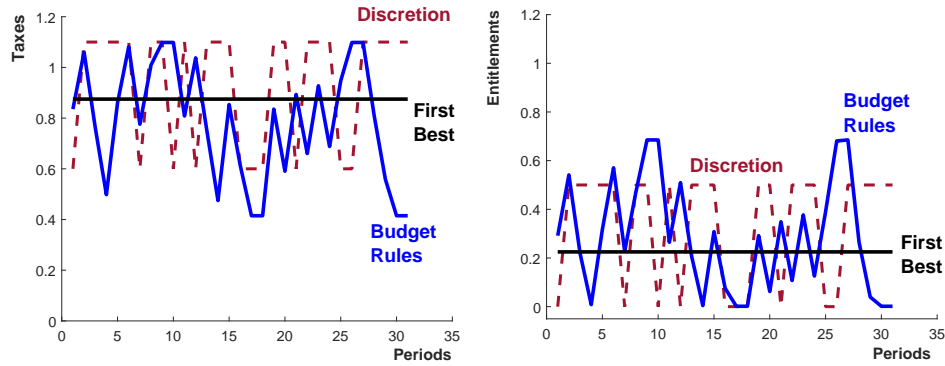 Taxes
1.2
1
0.8
0.6
0.4
0.2
0
0 5 10 15 20 25 30 35
Periods
Discretion
First
Best
Budget
Rules
Entitlements
1.2
1
0.8
0.6
0.4
0.2
0
0 5 10 15 20 25 30 35
Periods
Budget
Rules
Discretion
First
Best